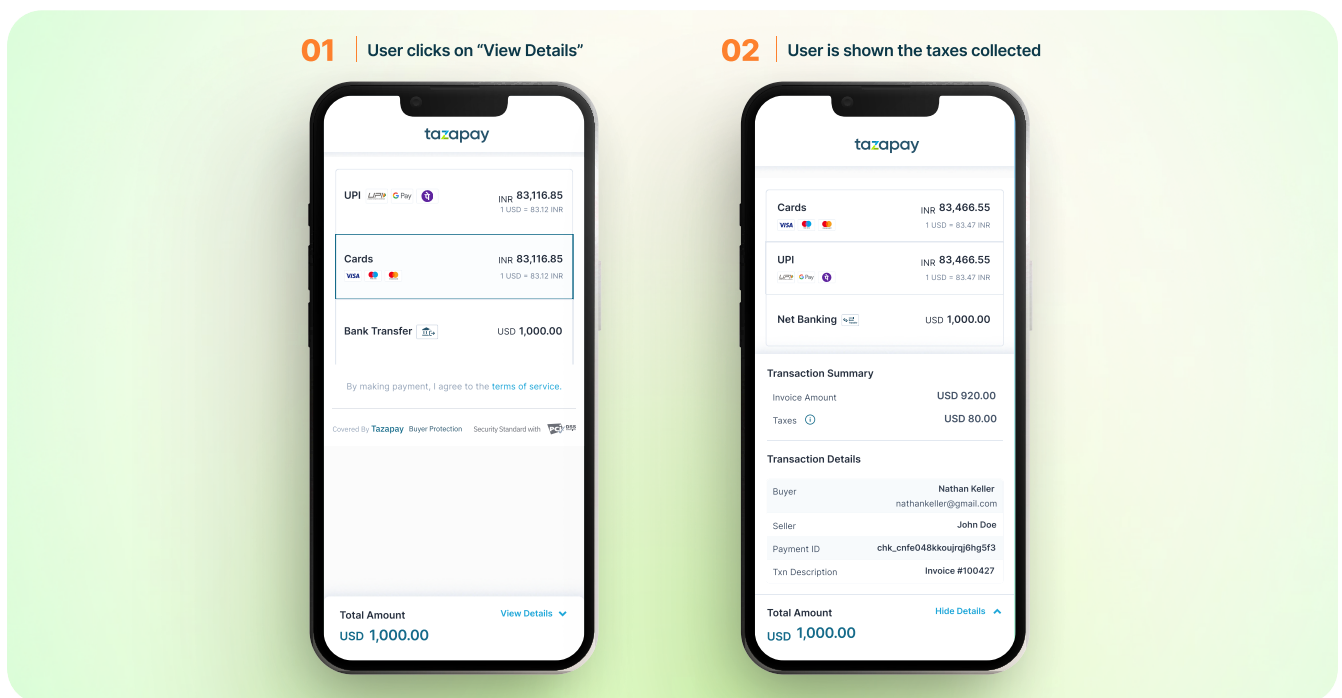 01 User clicks on “View Details”
tazapay
UPI UPI G Pay INR 83,116.85
1 USD = 83.12 INR
Cards INR 83,116.85
VISA 1 USD = 83.12 INR
Bank Transfer USD 1,000.00
By making payment, I agree to the terms of service.
Covered By Tazapay Buyer Protection Security Standard with PCI DSS
Total Amount View Details
USD 1,000.00
02 User is shown the taxes collected
tazapay
Cards INR 83,466.55
VISA 1 USD = 83.47 INR
UPI INR 83,466.55
UPI G Pay 1 USD = 83.47 INR
Net Banking USD 1,000.00
Transaction Summary
Invoice Amount USD 920.00
Taxes USD 80.00
Transaction Details
Buyer Nathan Keller
nathankeller@gmail.com
Seller John Doe
Payment ID chk_cnfe048kkoujrqj6hg5f3
Txn Description Invoice #100427
Total Amount Hide Details
USD 1,000.00